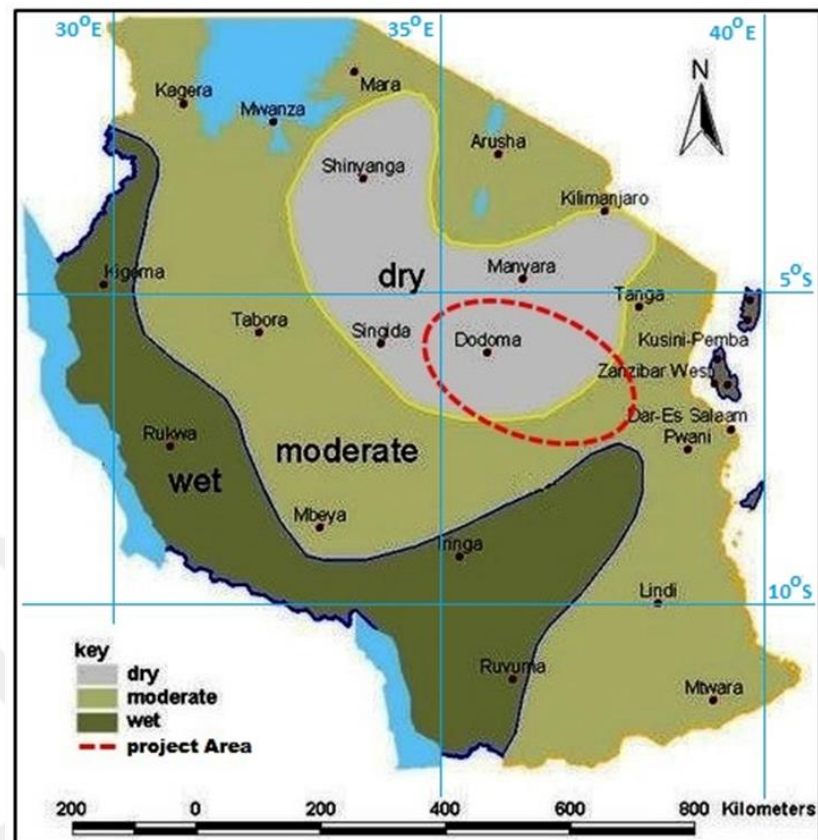 30°E
35°E
40°E
N
Kagera
Mara
Mwanza
Arusha
Shinyanga
Kilimanjaro
dry
Manyara
Kigoma
5°S
Tanga
Tabora
Singida
Dodoma
Kusini-Pemba
Zanzibar West
Dar-Es Salaam
Pwani
Rukwa
moderate
wet
Mbeya
Iringa
10°S
Lindi
Ruvuma
Mtwara
key
dry
moderate
wet
project Area
200 0 200 400 600 800 Kilometers